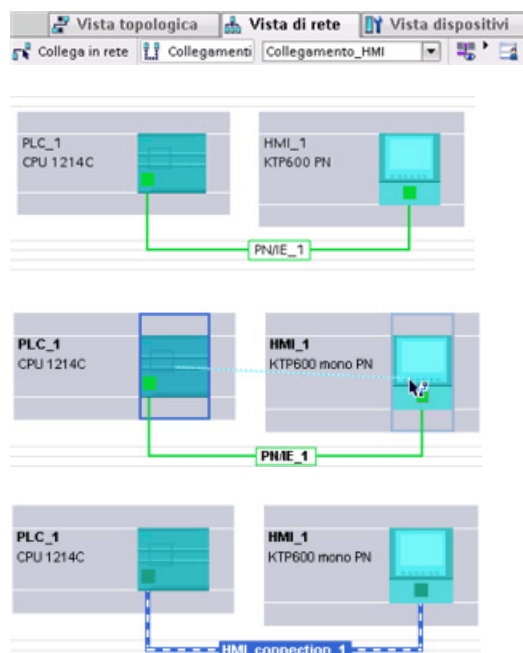 Vista topologica Vista di rete Vista dispositivi
Collega in rete Collegamenti Collegamento_HMI
PLC_1
CPU 1214C
HMI_1
KTP600 PN
PN/IE_1
PLC_1
CPU 1214C
HMI_1
KTP600 mono PN
PN/IE_1
PLC_1
CPU 1214C
HMI_1
KTP600 mono PN
HMI_connection_1